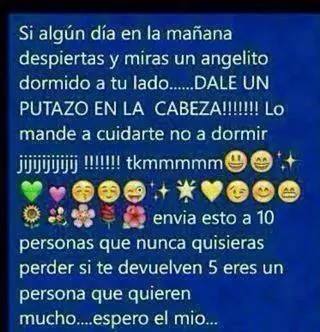 Si algún día en la mañana
despiertas y miras un angelito
dormido a tu lado......DALE UN
PUTAZO EN LA CABEZA!!!!!!! Lo
mande a cuidarte no a dormir
jijijijijijij !!!!!!! tkmmmmm😃😄✨
💚💗☺️☺️😜✨🌟💛😉😊😄
🌻💐🌸🌹🌺 envia esto a 10
personas que nunca quisieras
perder si te devuelven 5 eres un
persona que quieren
mucho....espero el mio...